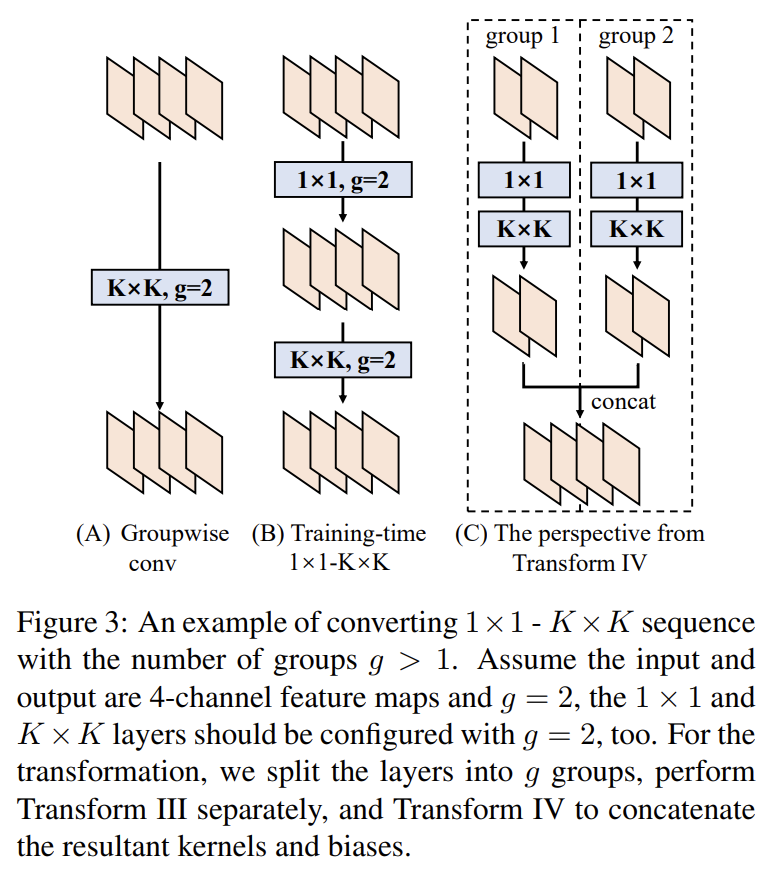 group 1 group 2
1×1, g=2
1×1 1×1
K×K K×K
K×K, g=2
K×K, g=2
concat
(A) Groupwise conv
(B) Training-time 1×1-K×K
(C) The perspective from Transform IV
Figure 3: An example of converting 1×1 - K × K sequence
with the number of groups g > 1. Assume the input and
output are 4-channel feature maps and g = 2, the 1 × 1 and
K × K layers should be configured with g = 2, too. For the
transformation, we split the layers into g groups, perform
Transform III separately, and Transform IV to concatenate
the resultant kernels and biases.